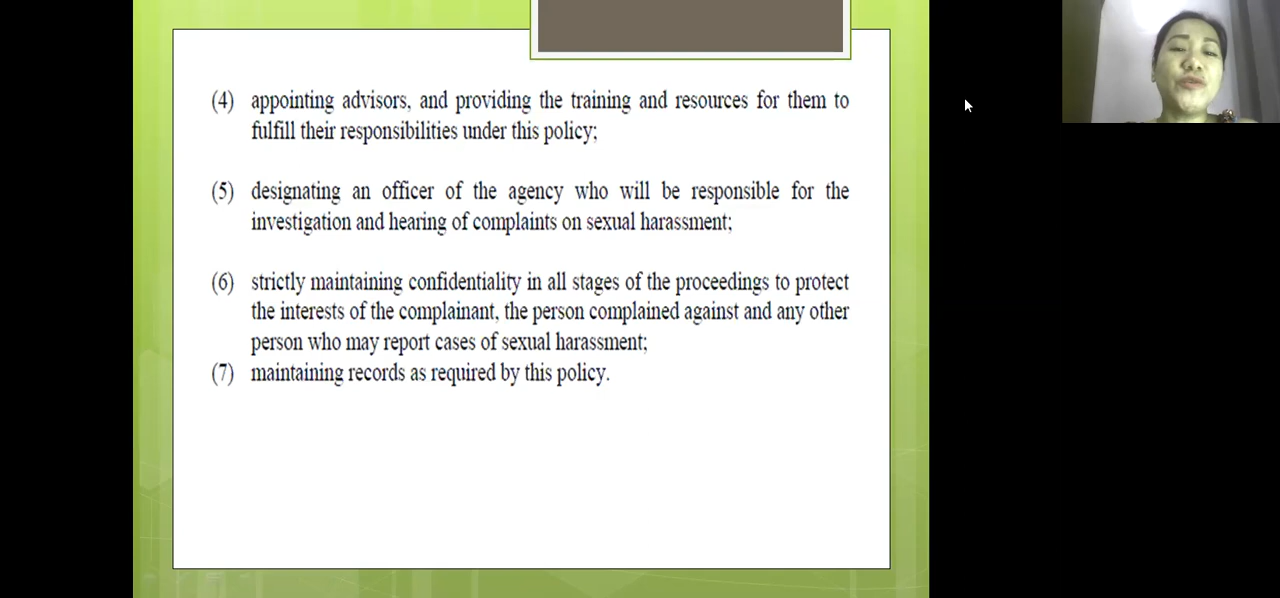 (4) appointing advisors, and providing the training and resources for them to
fulfill their responsibilities under this policy;
(5) designating an officer of the agency who will be responsible for the
investigation and hearing of complaints on sexual harassment;
(6) strictly maintaining confidentiality in all stages of the proceedings to protect
the interests of the complainant, the person complained against and any other
person who may report cases of sexual harassment;
(7) maintaining records as required by this policy.